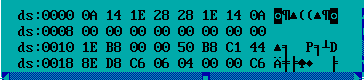 ds:0000 0A 14 1E 28 28 1E 14 0A ◙¶▲((▲¶◙
ds:0008 00 00 00 00 00 00 00 00
ds:0010 1E B8 00 00 50 B8 C1 44 ▲╕  P╕┴D
ds:0018 8E D8 C6 06 04 00 00 C6 Ä╪╞♠♦  ╞